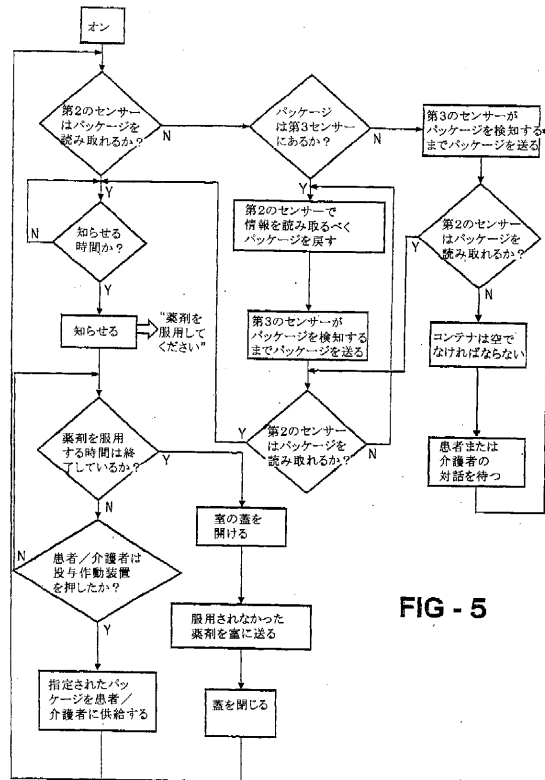 オン
第2のセンサー
はパッケージを
読み取れるか?
N
Y
パッケージ
は第3センサー
にあるか?
N
Y
第3のセンサーが
パッケージを検知する
までパッケージを送る
N
知らせる
時間か?
Y
第2のセンサーで
情報を読み取るべく
パッケージを戻す
第2のセンサー
はパッケージを
読み取れるか?
Y
N
知らせる
“薬剤を
服用して
ください”
第3のセンサーが
パッケージを検知する
までパッケージを送る
コンテナは空で
なければならない
薬剤を服用
する時間は終
了しているか?
Y
N
第2のセンサー
はパッケージを
読み取れるか?
Y
N
患者または
介護者の
対話を待つ
室の蓋を
開ける
患者/介護者は
投与作動装置
を押したか?
N
Y
服用されなかった
薬剤を室に送る
指定されたパッ
ケージを患者/
介護者に供給する
蓋を閉じる
FIG - 5